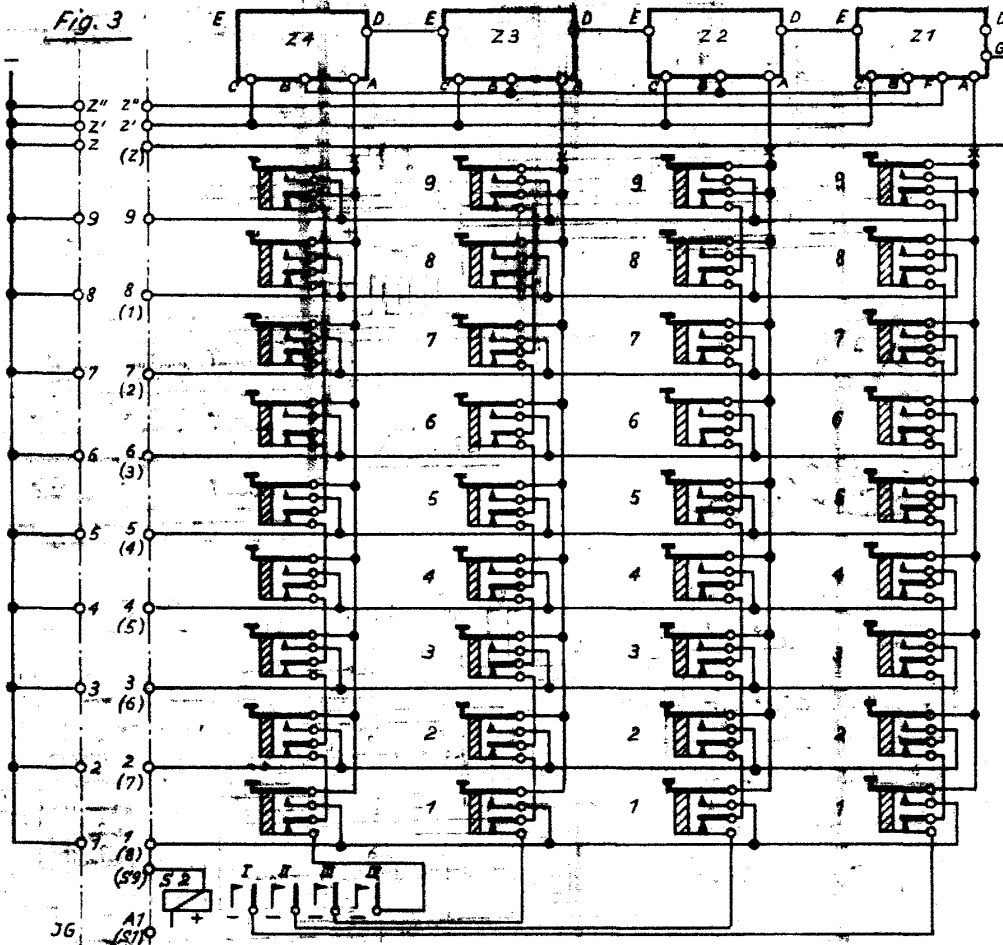 Fig. 3
E Z4 D E Z3 D E Z2 D E Z1 D
G
C B A C B C B A C B F A
Z" Z"
Z' Z'
Z (Z)
9 9 9 9 9
8 8 8 8 8
(1)
7 7 7 7 7
(2)
6 6 6 6 6
(3)
5 5 5 5
(4)
4 4 4 4 4
(5)
3 3 3 3
(6)
2 2 2 2 2
(7)
1 1 1 1 1
(8)
(S9) S2 I II III IV
+ − − − −
JG A1
(S1)